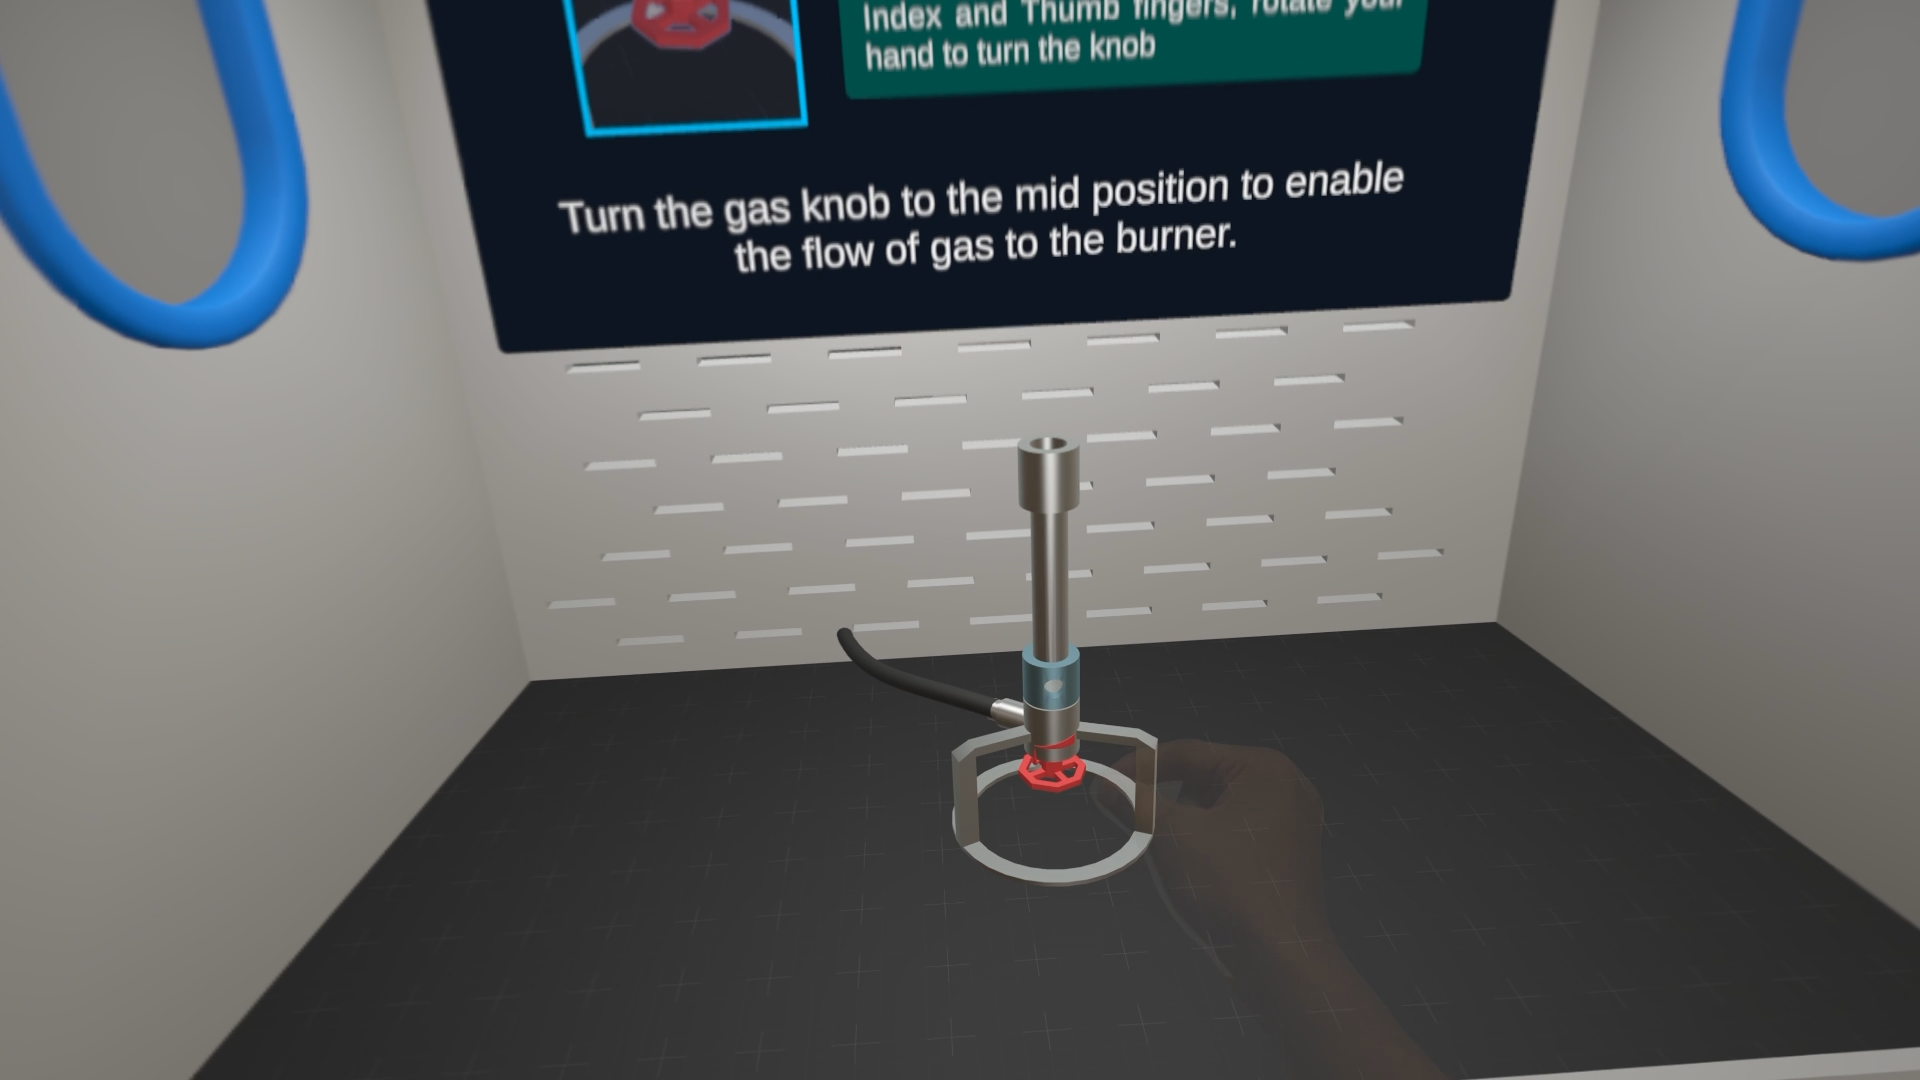 Index and Thumb fingers, rotate your
hand to turn the knob
Turn the gas knob to the mid position to enable
the flow of gas to the burner.